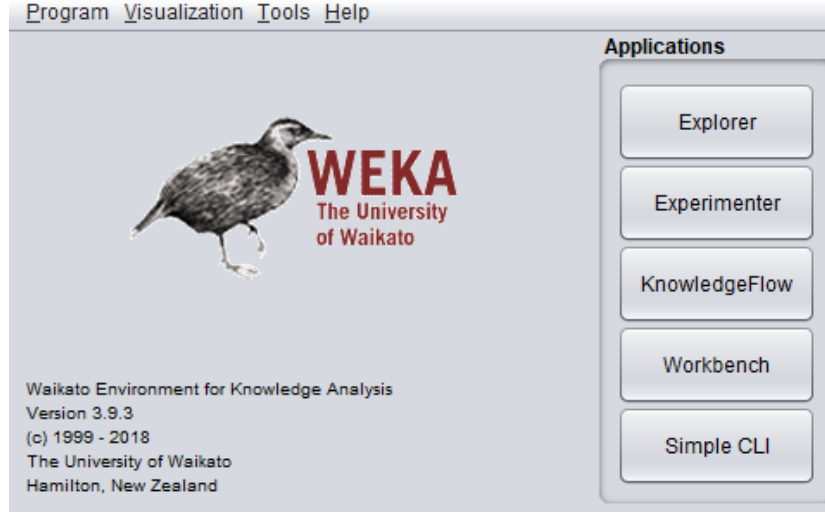 Program Visualization Tools Help
Applications
Explorer
Experimenter
KnowledgeFlow
Workbench
Simple CLI
WEKA
The University
of Waikato
Waikato Environment for Knowledge Analysis
Version 3.9.3
(c) 1999 - 2018
The University of Waikato
Hamilton, New Zealand